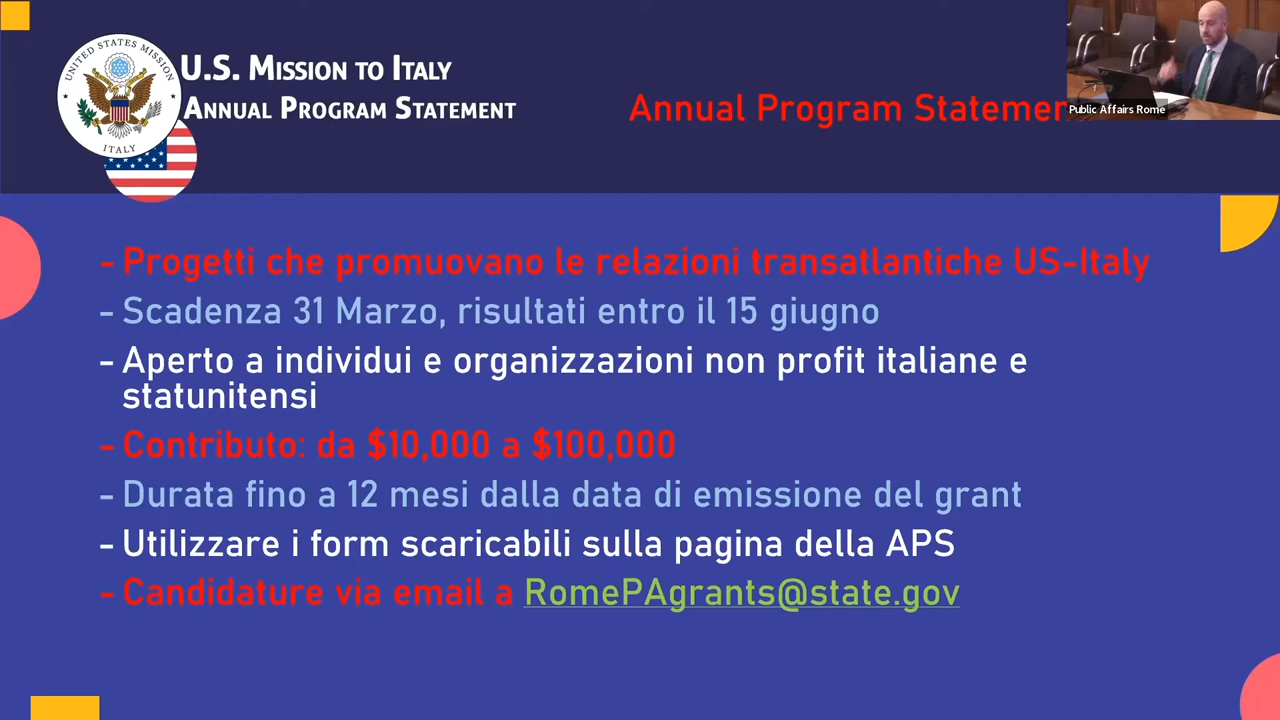 UNITED STATES MISSION
ITALY
U.S. MISSION TO ITALY
ANNUAL PROGRAM STATEMENT
Annual Program
Public Affairs Rome
- Progetti che promuovano le relazioni transatlantiche US-Italy
- Scadenza 31 Marzo, risultati entro il 15 giugno
- Aperto a individui e organizzazioni non profit italiane e
statunitensi
- Contributo: da $10,000 a $100,000
- Durata fino a 12 mesi dalla data di emissione del grant
- Utilizzare i form scaricabili sulla pagina della APS
- Candidature via email a RomePAgrants@state.gov